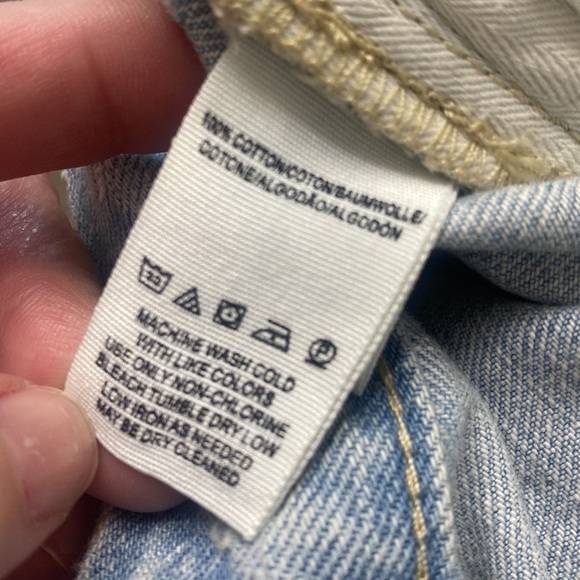 100% COTTON/COTON/BAUMWOLLE/
COTONE/ALGODÃO/ALGODÓN
30
P
MACHINE WASH COLD
WITH LIKE COLORS
USE ONLY NON-CHLORINE
BLEACH TUMBLE DRY LOW
LOW IRON AS NEEDED
MAY BE DRY CLEANED